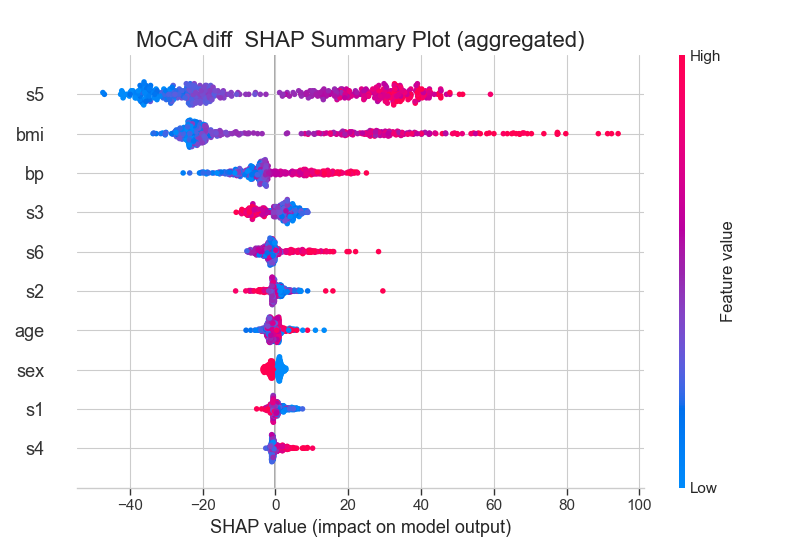 MoCA diff  SHAP Summary Plot (aggregated)
High
s5
bmi
bp
s3
s6
s2
age
sex
s1
s4
Feature value
Low
−40 −20 0 20 40 60 80 100
SHAP value (impact on model output)